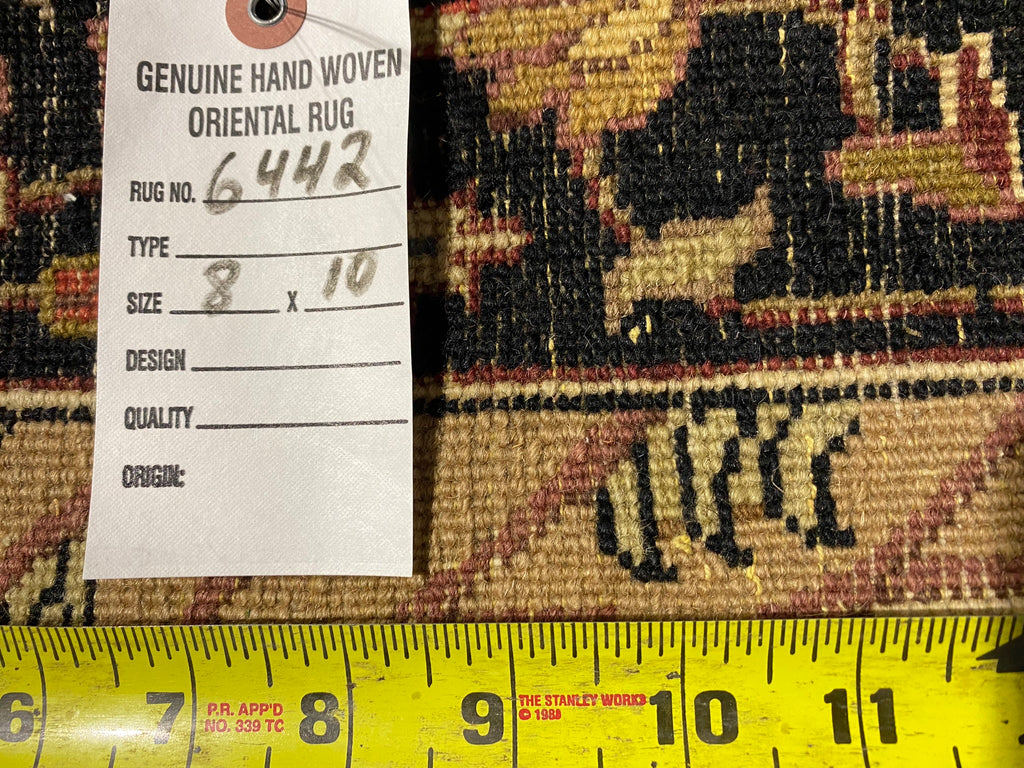 GENUINE HAND WOVEN
ORIENTAL RUG
RUG NO. 6442
TYPE
SIZE 8 X 10
DESIGN
QUALITY
ORIGIN:
6 7 P.R. APP'D 8 9 THE STANLEY WORKS 10 11
NO. 339 TC © 1980